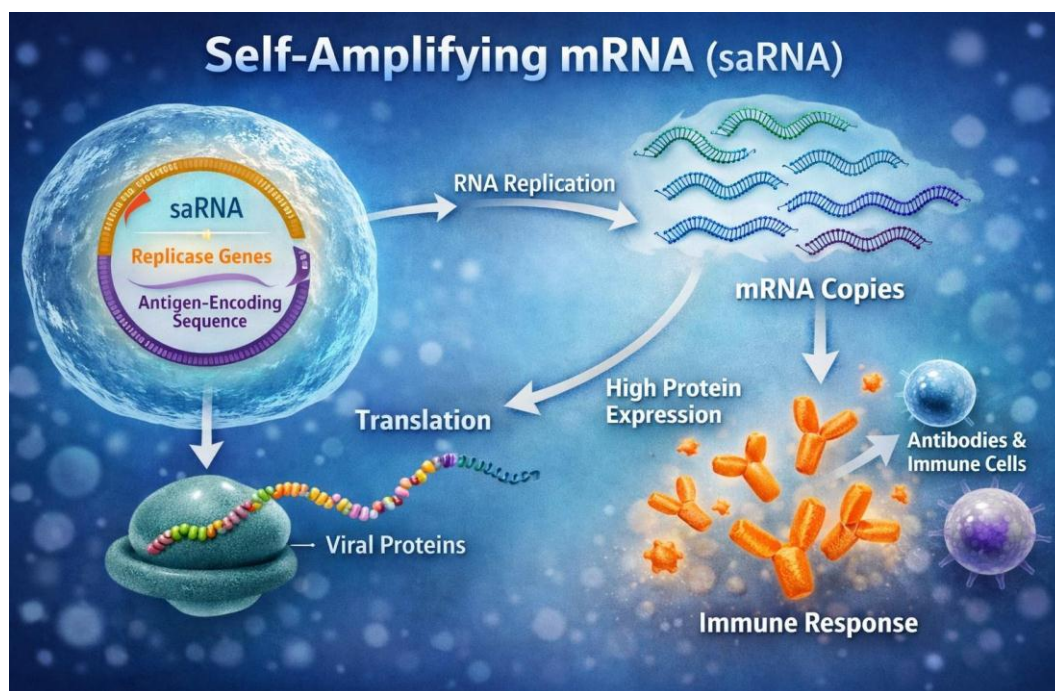 Self-Amplifying mRNA (saRNA)
saRNA
Replicase Genes
Antigen-Encoding
Sequence
RNA Replication
mRNA Copies
Translation
High Protein
Expression
Viral Proteins
Antibodies &
Immune Cells
Immune Response